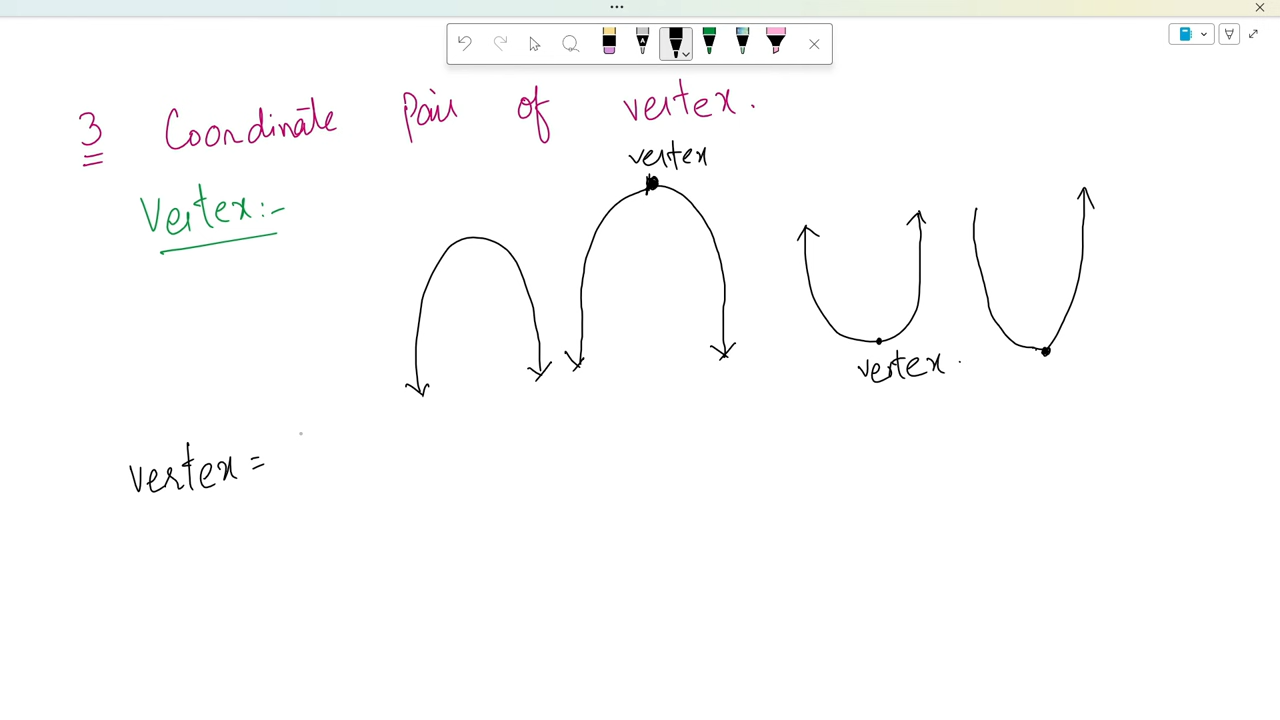 3 Coordinate Pair of vertex.
vertex
Vertex:-
vertex.
vertex =